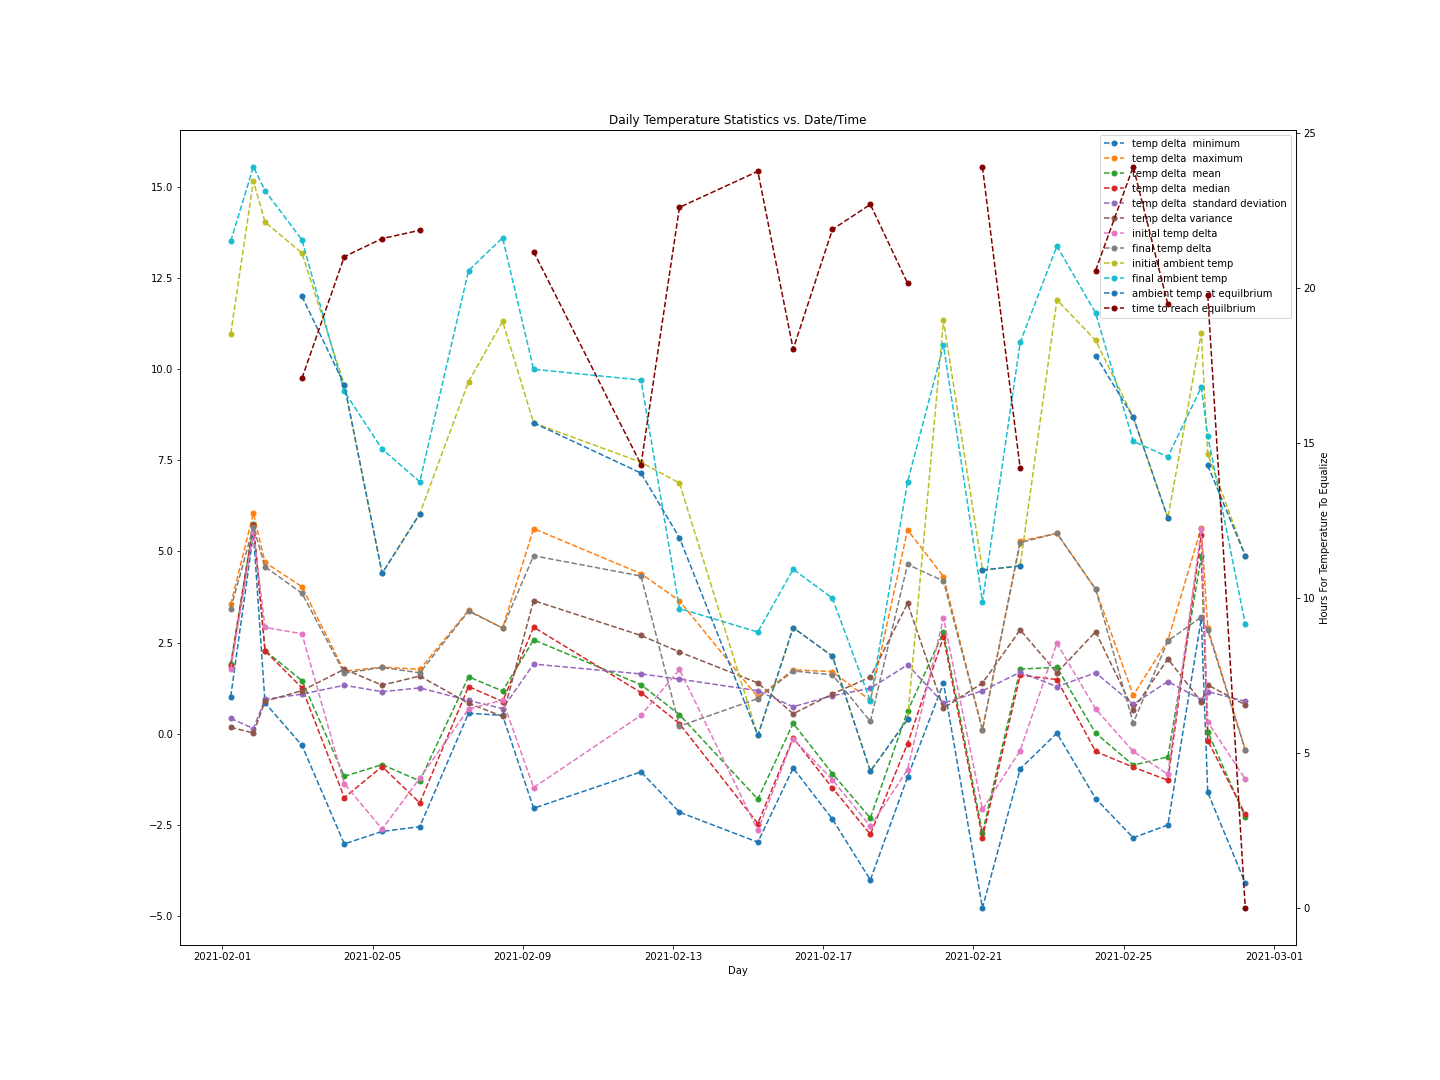 Daily Temperature Statistics vs. Date/Time
15.0
12.5
10.0
7.5
5.0
2.5
0.0
−2.5
−5.0
temp delta  minimum
temp delta  maximum
temp delta  mean
temp delta  median
temp delta  standard deviation
temp delta variance
initial temp delta
final temp delta
initial ambient temp
final ambient temp
ambient temp at equilbrium
time to reach equilbrium
25
20
15
10
5
0
Hours For Temperature To Equalize
2021-02-01
2021-02-05
2021-02-09
2021-02-13
2021-02-17
2021-02-21
2021-02-25
2021-03-01
Day